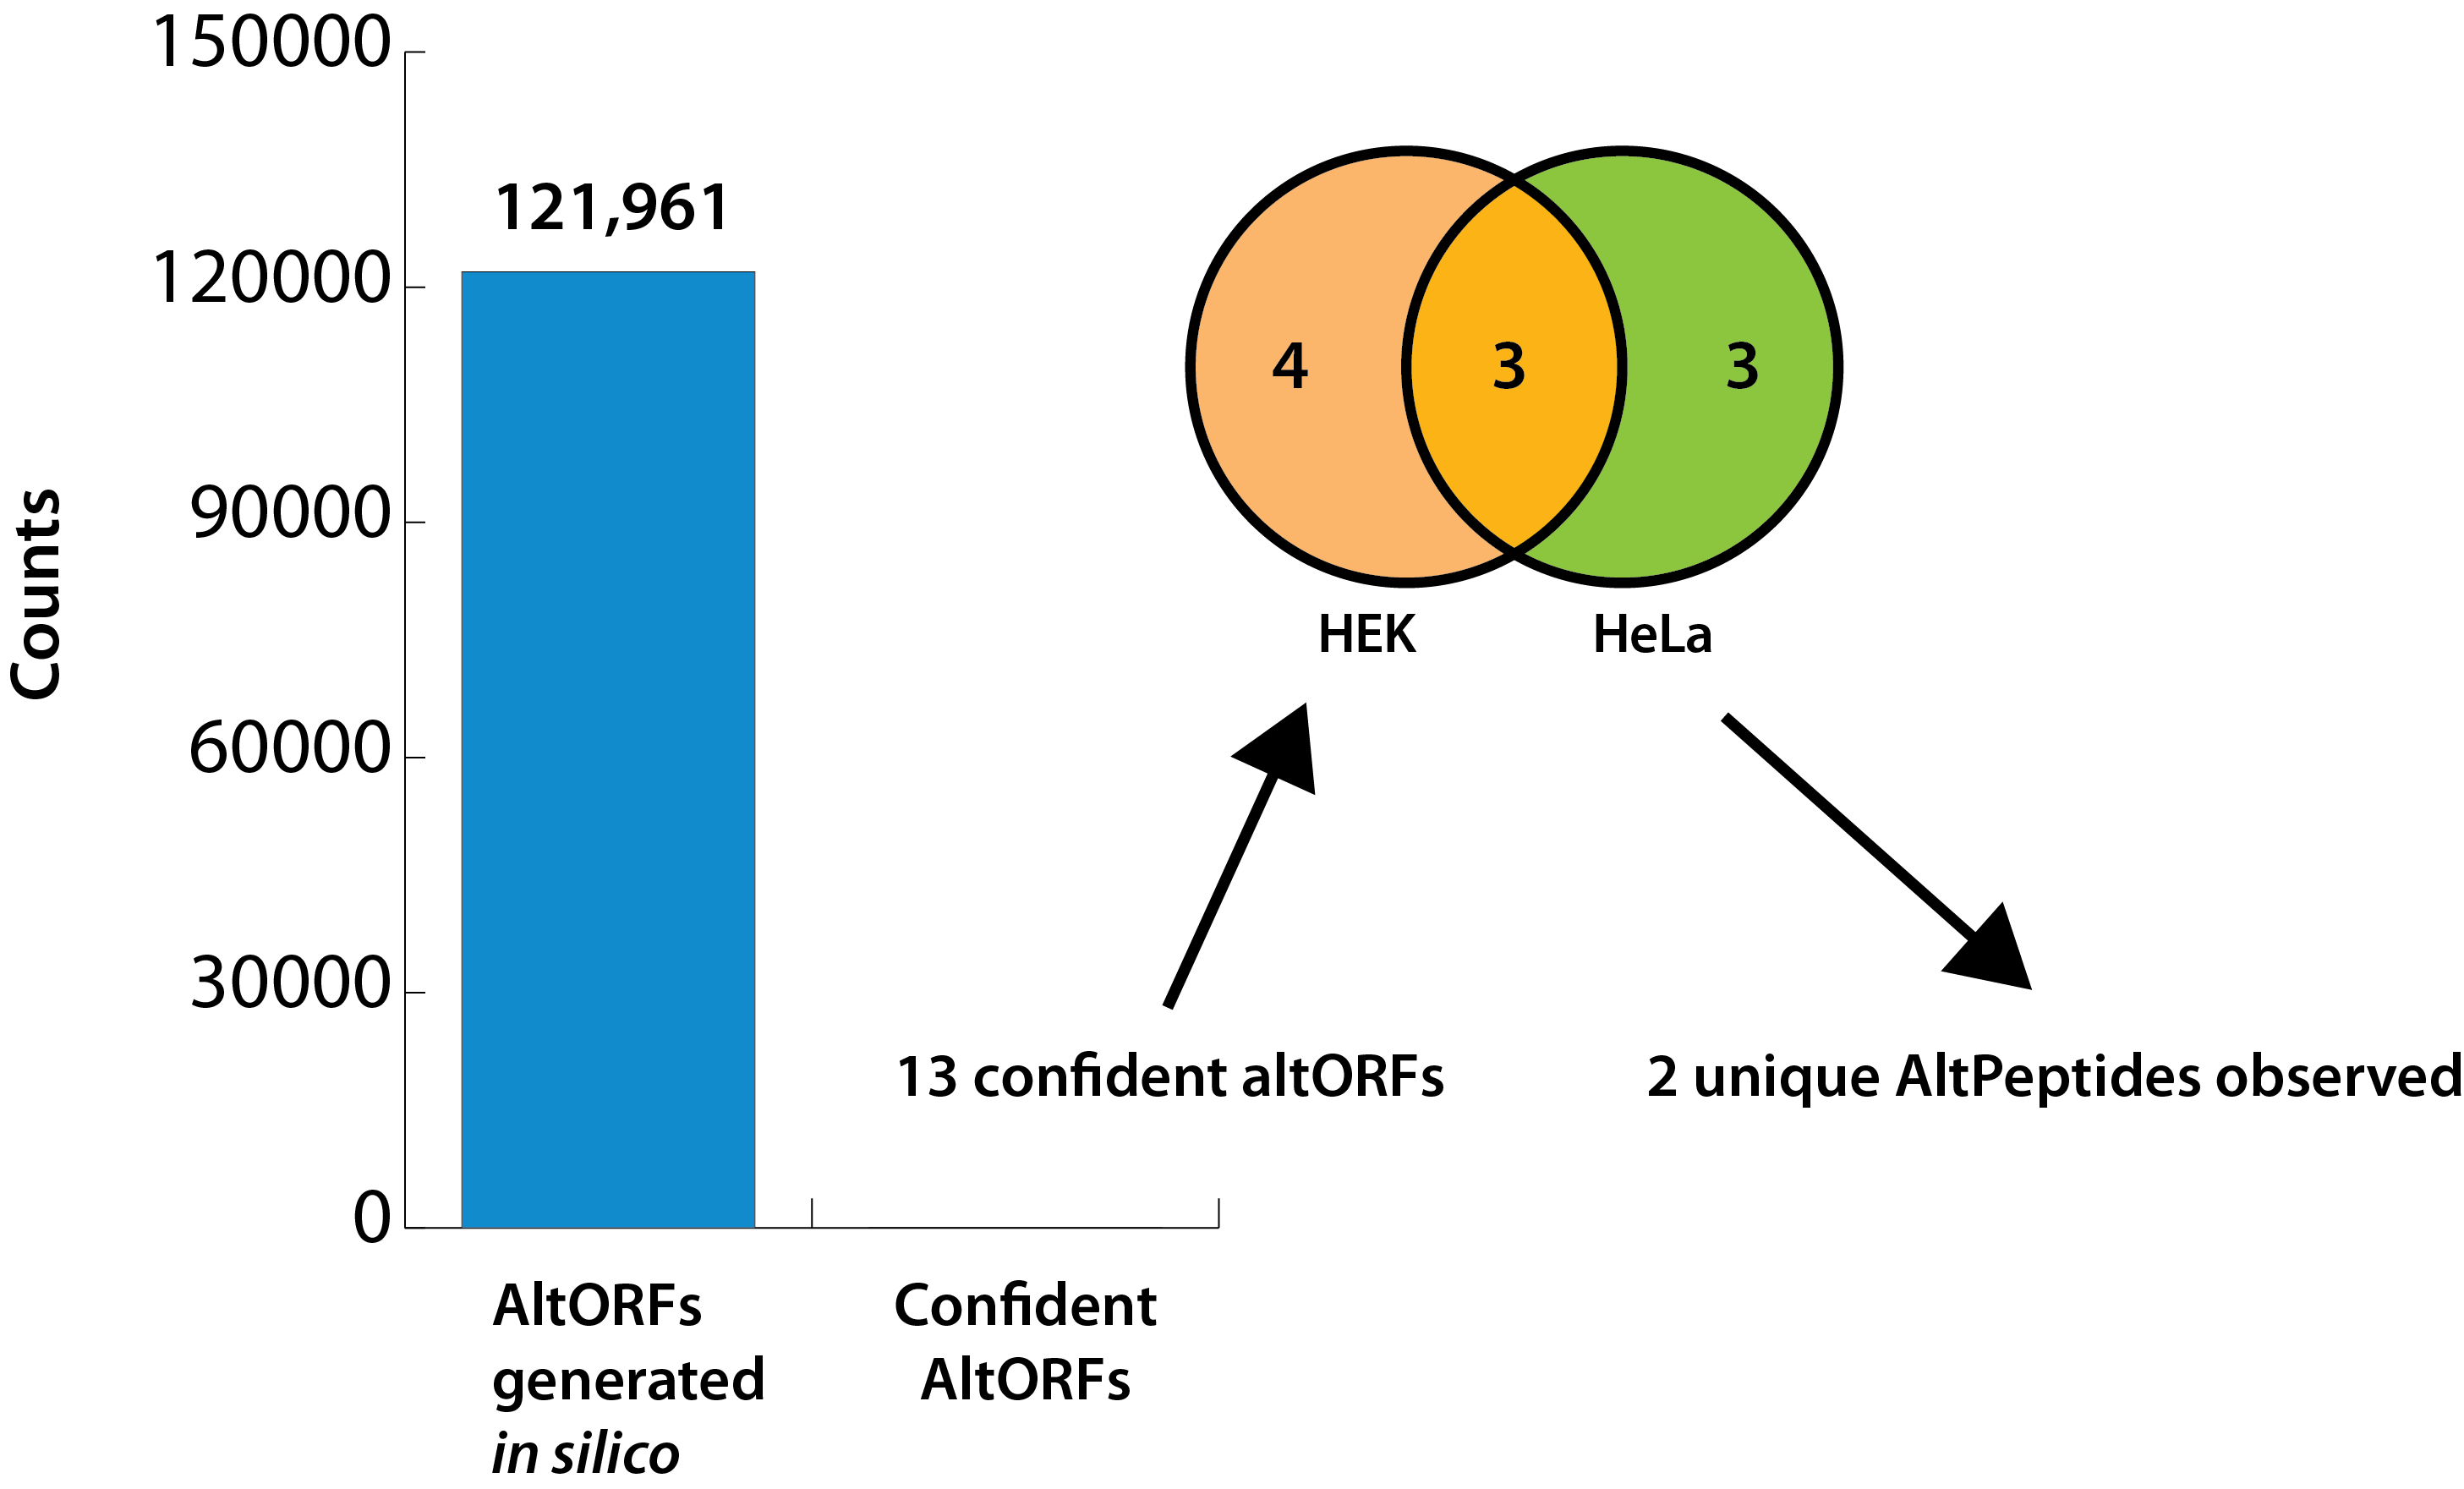 Counts
150000
120000
90000
60000
30000
0
121,961
4
3
3
HEK
HeLa
13 confident altORFs
2 unique AltPeptides observed
AltORFs
generated
in silico
Confident
AltORFs